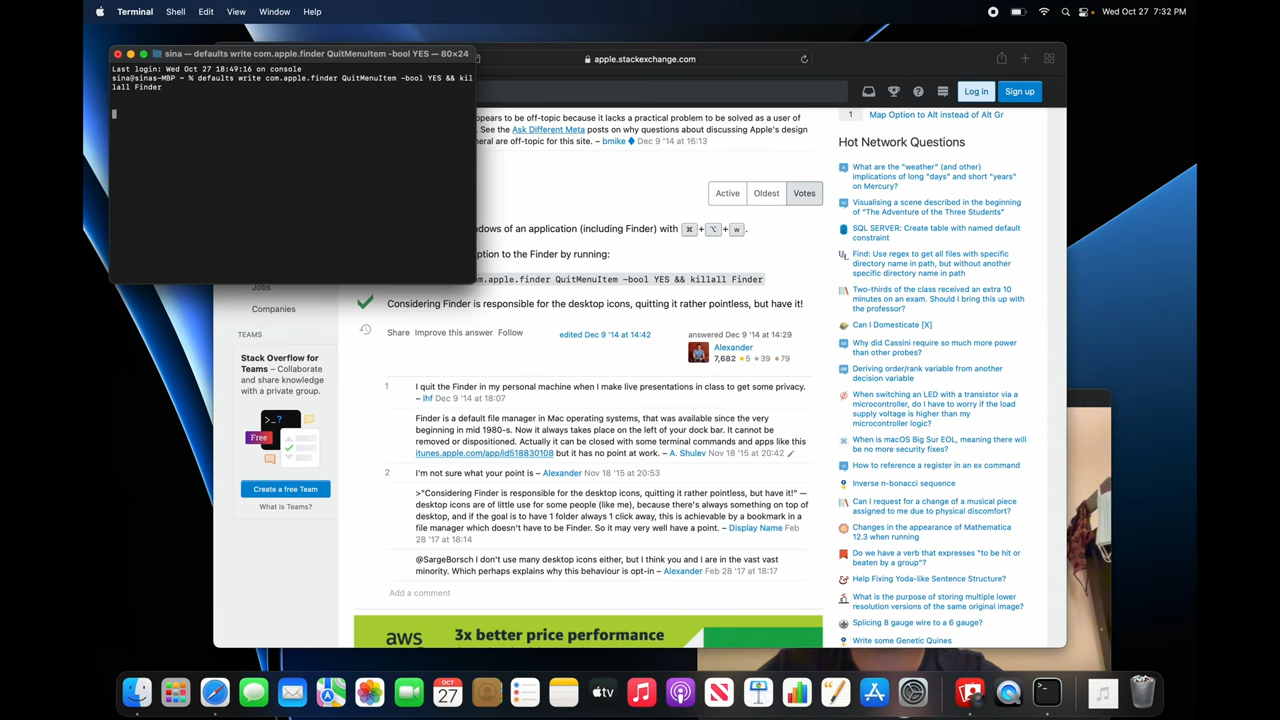 Terminal Shell Edit View Window Help
Wed Oct 27 7:32 PM
sina — defaults write com.apple.finder QuitMenuItem -bool YES — 80×24
Last login: Wed Oct 27 18:49:16 on console
sina@sinas-MBP ~ % defaults write com.apple.finder QuitMenuItem -bool YES && kil
lall Finder
apple.stackexchange.com
Log in
Sign up
ppears to be off-topic because it lacks a practical problem to be solved as a user of
See the Ask Different Meta posts on why questions about discussing Apple's design
neral are off-topic for this site. – bmike ♦ Dec 9 '14 at 16:13
Active Oldest Votes
dows of an application (including Finder) with ⌘+⌥+w.
ption to the Finder by running:
om.apple.finder QuitMenuItem -bool YES && killall Finder
Considering Finder is responsible for the desktop icons, quitting it rather pointless, but have it!
Share Improve this answer Follow
edited Dec 9 '14 at 14:42
answered Dec 9 '14 at 14:29
Alexander
7,682 5 39 79
1
I quit the Finder in my personal machine when I make live presentations in class to get some privacy.
– lhf Dec 9 '14 at 18:07
Finder is a default file manager in Mac operating systems, that was available since the very
beginning in mid 1980-s. Now it always takes place on the left of your dock bar. It cannot be
removed or dispositioned. Actually it can be closed with some terminal commands and apps like this
itunes.apple.com/app/id518830108 but it has no point at work. – A. Shulev Nov 18 '15 at 20:42
2
I'm not sure what your point is – Alexander Nov 18 '15 at 20:53
>"Considering Finder is responsible for the desktop icons, quitting it rather pointless, but have it!" —
desktop icons are of little use for some people (like me), because there's always something on top of
desktop, and if the goal is to have 1 folder always 1 click away, this is achievable by a bookmark in a
file manager which doesn't have to be Finder. So it may very well have a point. – Display Name Feb
28 '17 at 18:14
@SargeBorsch I don't use many desktop icons either, but I think you and I are in the vast vast
minority. Which perhaps explains why this behaviour is opt-in – Alexander Feb 28 '17 at 18:17
Add a comment
aws
3x better price performance
Jobs
Companies
TEAMS
Stack Overflow for
Teams – Collaborate
and share knowledge
with a private group.
>_?
Free
Create a free Team
What is Teams?
1
Map Option to Alt instead of Alt Gr
Hot Network Questions
What are the "weather" (and other)
implications of long "days" and short "years"
on Mercury?
Visualising a scene described in the beginning
of "The Adventure of the Three Students"
SQL SERVER: Create table with named default
constraint
Find: Use regex to get all files with specific
directory name in path, but without another
specific directory name in path
Two-thirds of the class received an extra 10
minutes on an exam. Should I bring this up with
the professor?
Can I Domesticate [X]
Why did Cassini require so much more power
than other probes?
Deriving order/rank variable from another
decision variable
When switching an LED with a transistor via a
microcontroller, do I have to worry if the load
supply voltage is higher than my
microcontroller logic?
When is macOS Big Sur EOL, meaning there will
be no more security fixes?
How to reference a register in an ex command
Inverse n-bonacci sequence
Can I request for a change of a musical piece
assigned to me due to physical discomfort?
Changes in the appearance of Mathematica
12.3 when running
Do we have a verb that expresses "to be hit or
beaten by a group"?
Help Fixing Yoda-like Sentence Structure?
What is the purpose of storing multiple lower
resolution versions of the same original image?
Splicing 8 gauge wire to a 6 gauge?
Write some Genetic Quines
OCT
27
tv